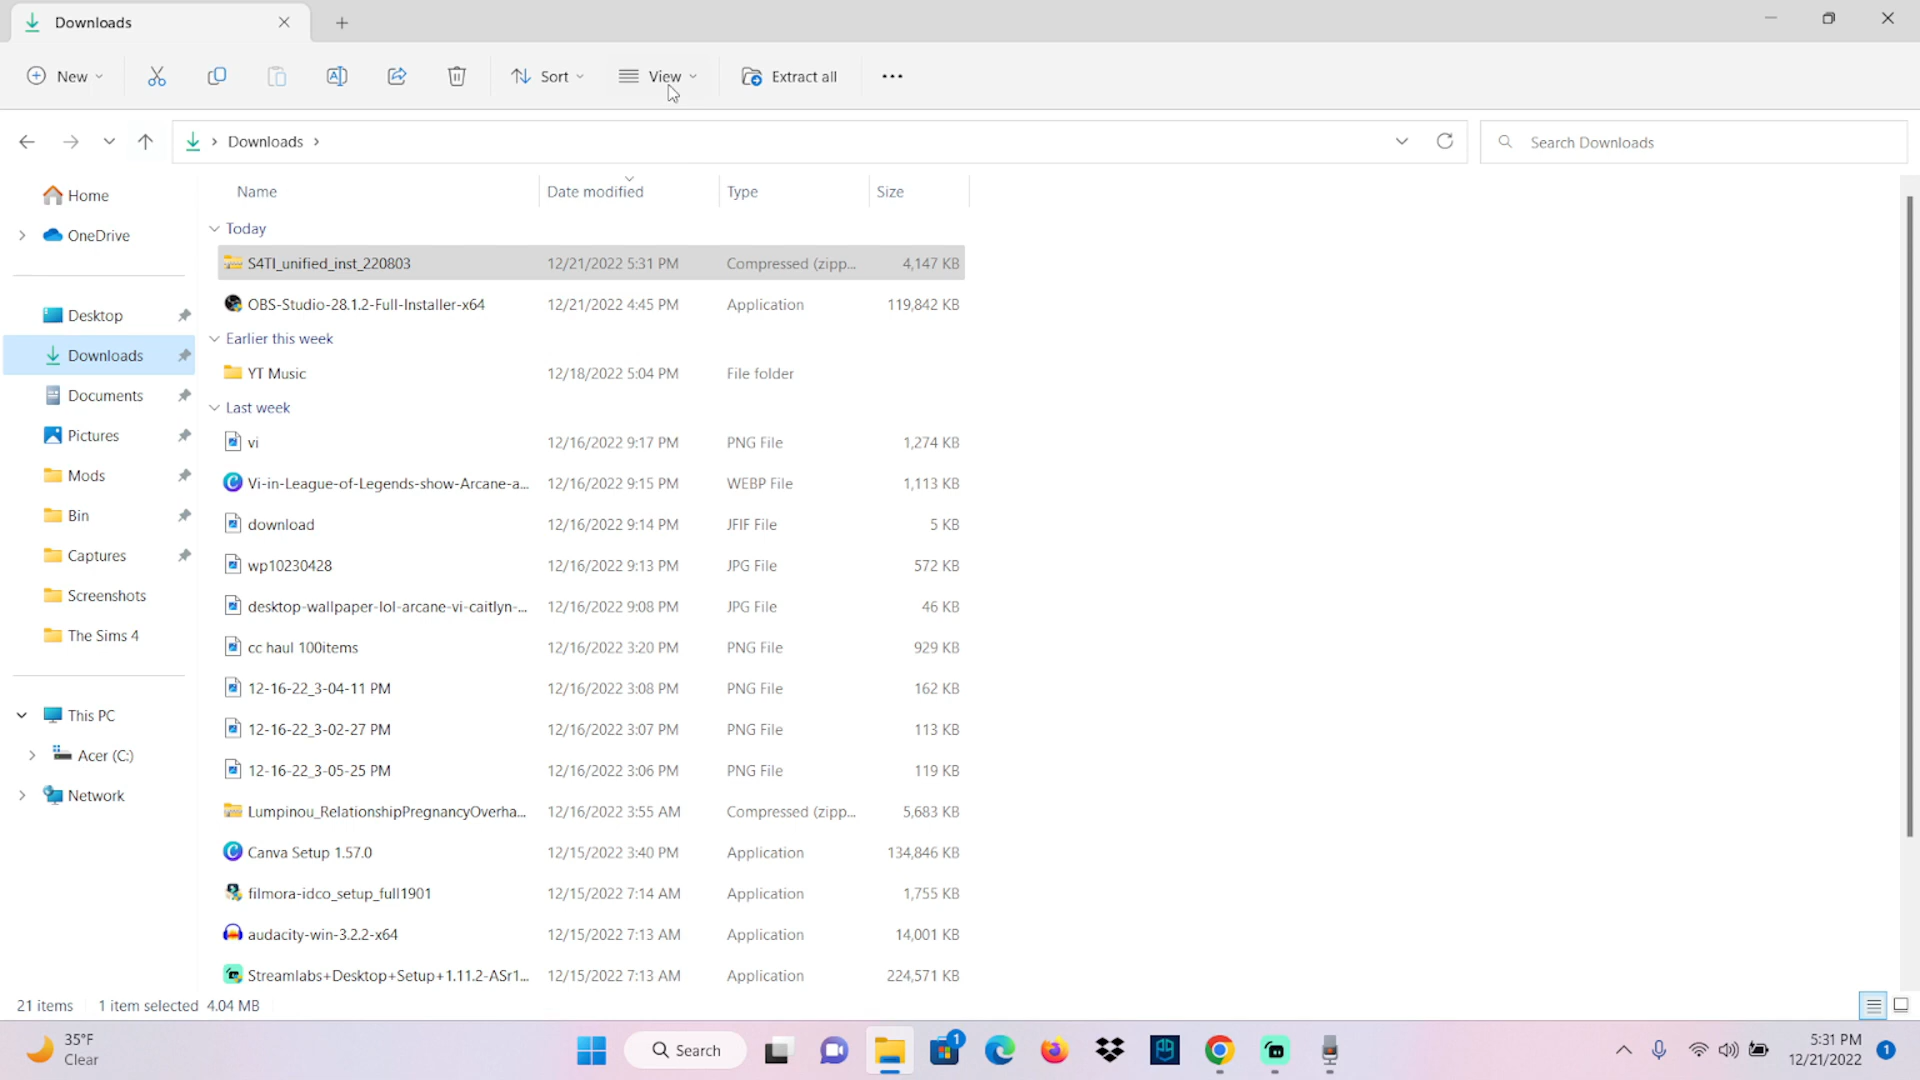 Downloads
New
Sort
View
Extract all
Downloads
Search Downloads
Home
OneDrive
Desktop
Downloads
Documents
Pictures
Mods
Bin
Captures
Screenshots
The Sims 4
This PC
Acer (C:)
Network
Name Date modified Type Size
Today
S4TI_unified_inst_220803 12/21/2022 5:31 PM Compressed (zipp... 4,147 KB
OBS-Studio-28.1.2-Full-Installer-x64 12/21/2022 4:45 PM Application 119,842 KB
Earlier this week
YT Music 12/18/2022 5:04 PM File folder
Last week
vi 12/16/2022 9:17 PM PNG File 1,274 KB
Vi-in-League-of-Legends-show-Arcane-a... 12/16/2022 9:15 PM WEBP File 1,113 KB
download 12/16/2022 9:14 PM JFIF File 5 KB
wp10230428 12/16/2022 9:13 PM JPG File 572 KB
desktop-wallpaper-lol-arcane-vi-caitlyn-... 12/16/2022 9:08 PM JPG File 46 KB
cc haul 100items 12/16/2022 3:20 PM PNG File 929 KB
12-16-22_3-04-11 PM 12/16/2022 3:08 PM PNG File 162 KB
12-16-22_3-02-27 PM 12/16/2022 3:07 PM PNG File 113 KB
12-16-22_3-05-25 PM 12/16/2022 3:06 PM PNG File 119 KB
Lumpinou_RelationshipPregnancyOverha... 12/16/2022 3:55 AM Compressed (zipp... 5,683 KB
Canva Setup 1.57.0 12/15/2022 3:40 PM Application 134,846 KB
filmora-idco_setup_full1901 12/15/2022 7:14 AM Application 1,755 KB
audacity-win-3.2.2-x64 12/15/2022 7:13 AM Application 14,001 KB
Streamlabs+Desktop+Setup+1.11.2-ASr1... 12/15/2022 7:13 AM Application 224,571 KB
21 items 1 item selected 4.04 MB
35°F
Clear
Search
1
5:31 PM
12/21/2022
1